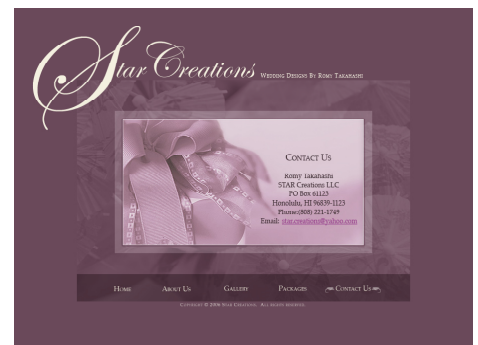 Star Creations Wedding Designs By Romy Takahashi
Contact Us
Romy Takahashi
STAR Creations LLC
PO Box 61123
Honolulu, HI 96839-1123
Phone:(808) 221-1749
Email: star.creations@yahoo.com
Home About Us Gallery Packages Contact Us
Copyright © 2006 Star Creations. All rights reserved.